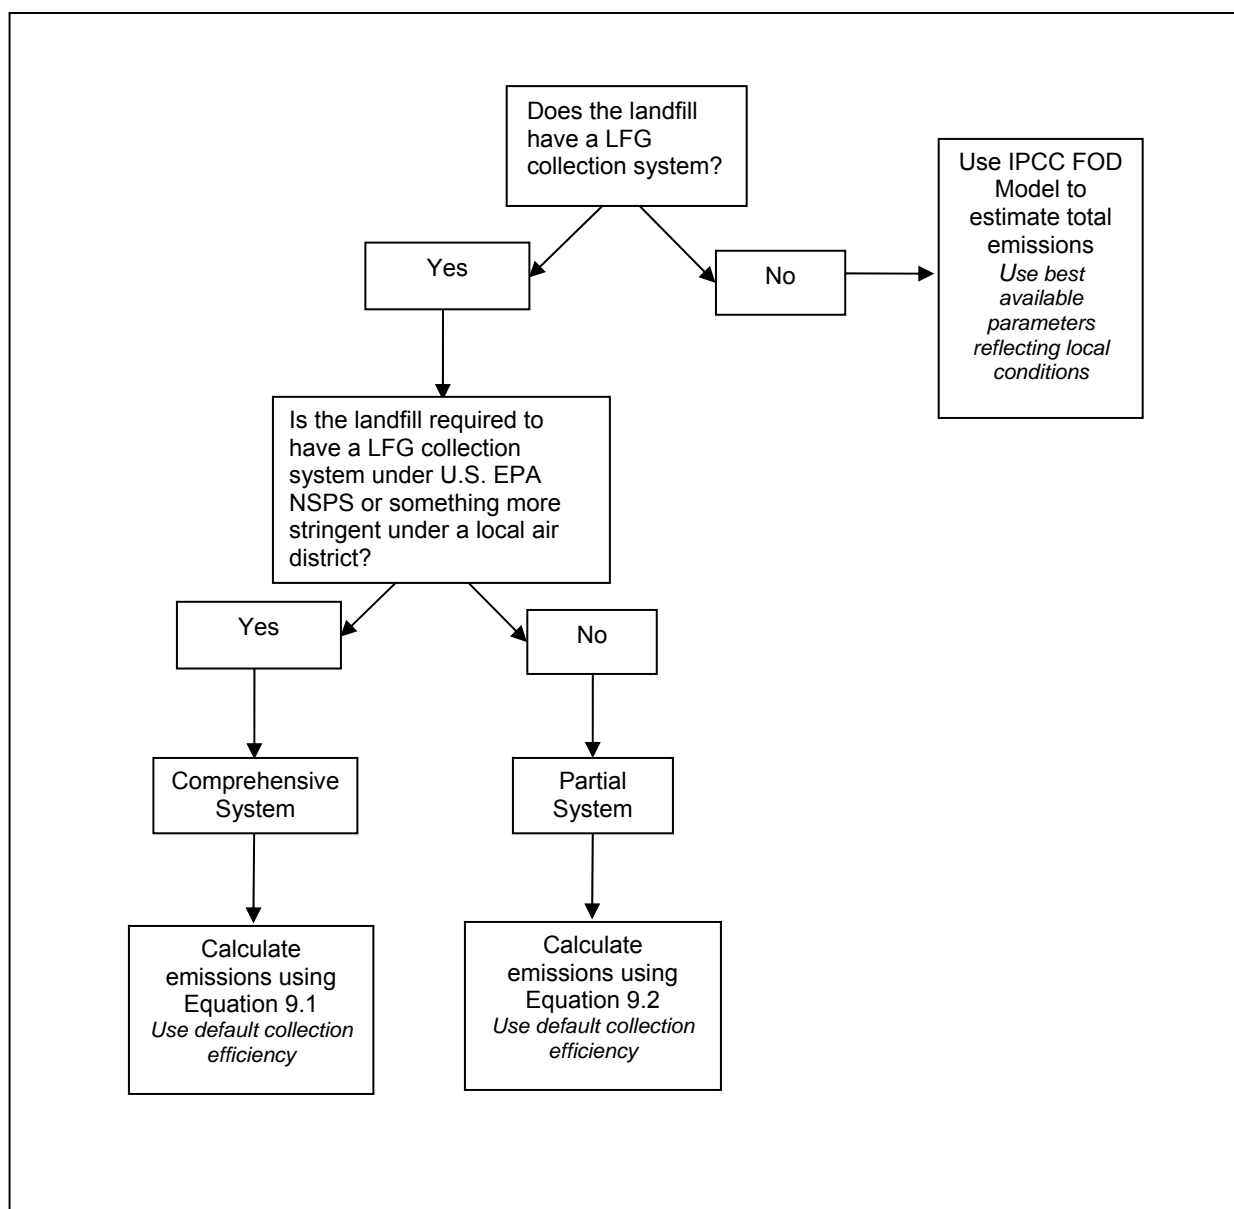 Does the landfill
have a LFG
collection system?
Use IPCC FOD
Model to
estimate total
emissions
Use best
available
parameters
reflecting local
conditions
Yes
No
Is the landfill required to
have a LFG collection
system under U.S. EPA
NSPS or something more
stringent under a local air
district?
Yes
No
Comprehensive
System
Partial
System
Calculate
emissions using
Equation 9.1
Use default collection
efficiency
Calculate
emissions using
Equation 9.2
Use default collection
efficiency